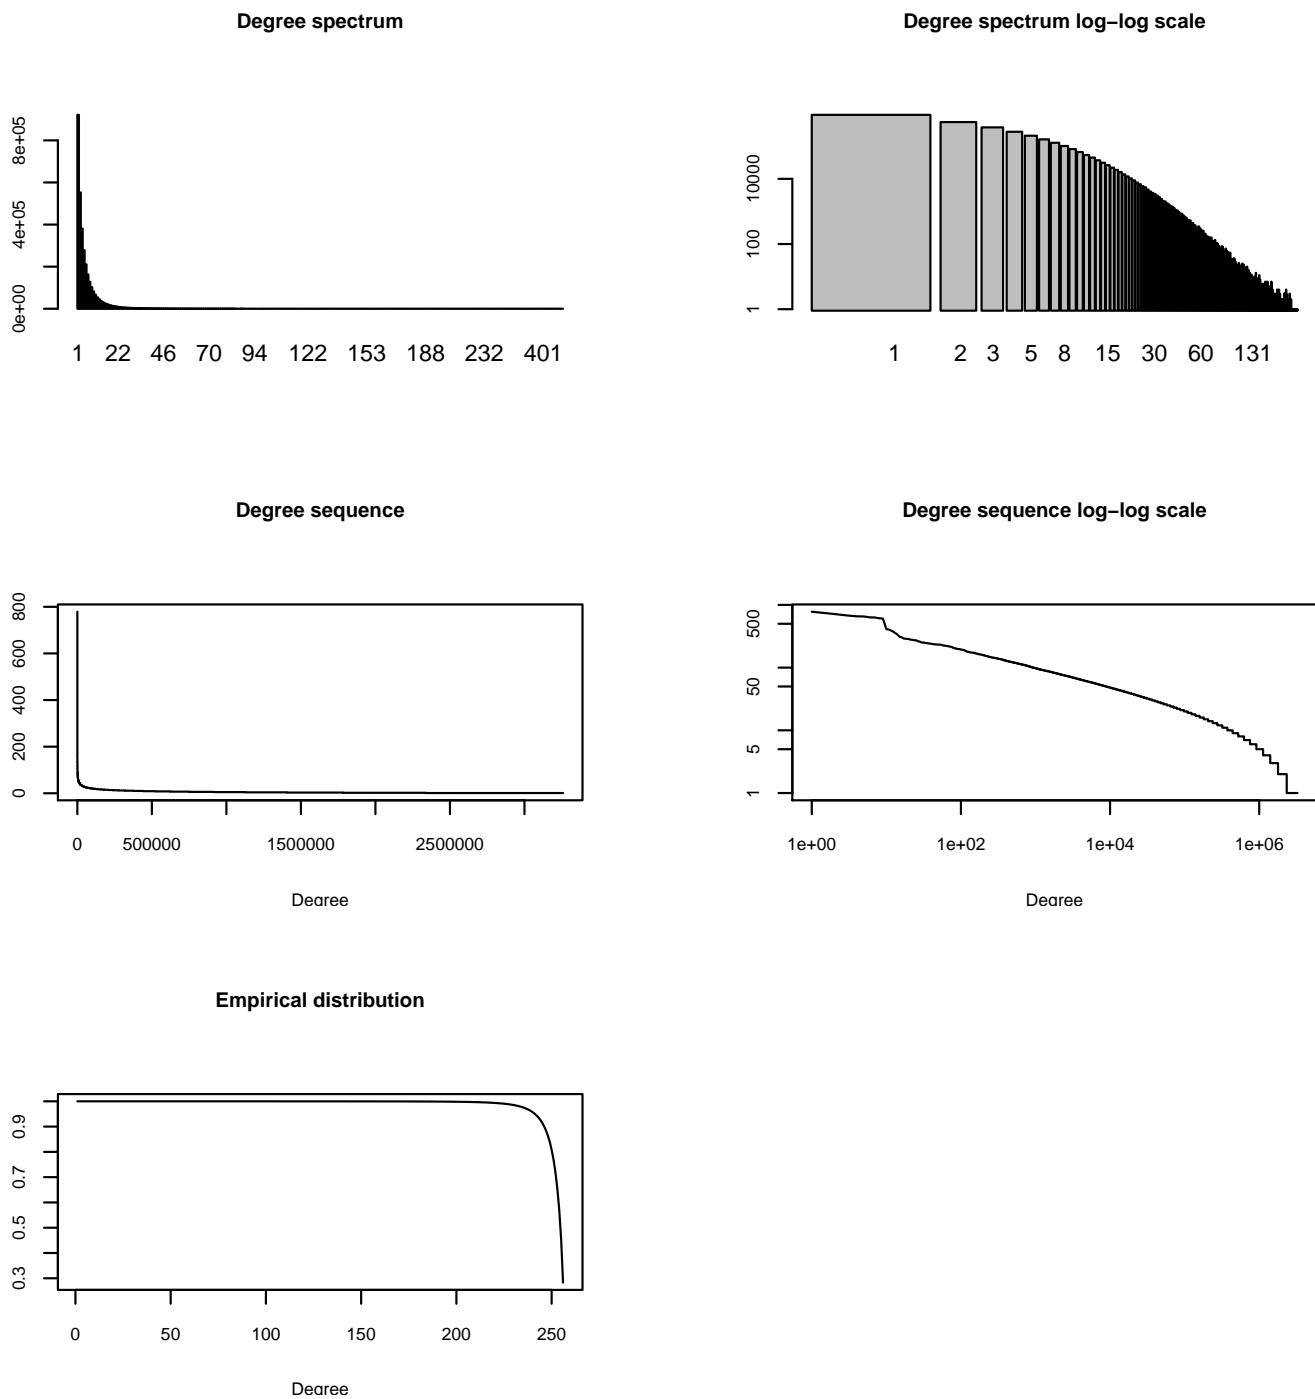 Degree spectrum
8e+05
4e+05
0e+00
1 22 46 70 94 122 153 188 232 401
Degree spectrum log−log scale
10000
100
1
1 2 3 5 8 15 30 60 131
Degree sequence
800
600
400
200
0
0 500000 1500000 2500000
Degree
Degree sequence log−log scale
500
50
5
1
1e+00 1e+02 1e+04 1e+06
Degree
Empirical distribution
0.9
0.7
0.5
0.3
0 50 100 150 200 250
Degree